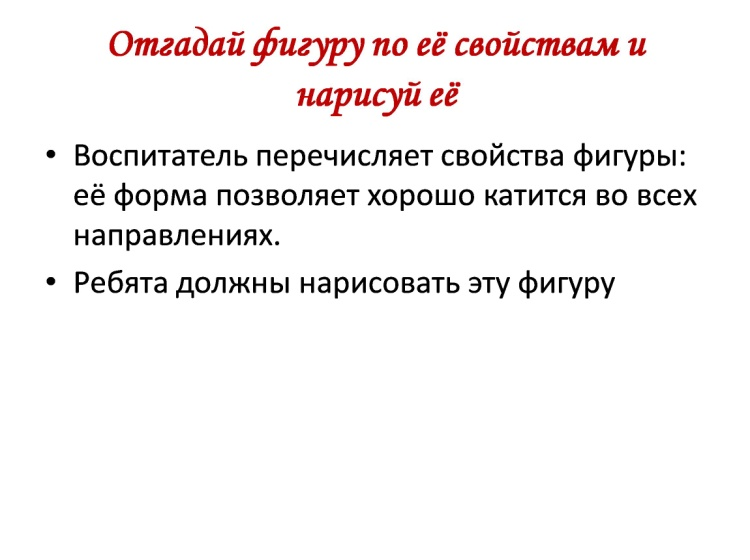 Отгадай фигуру по её свойствам и
нарисуй её
• Воспитатель перечисляет свойства фигуры:
её форма позволяет хорошо катится во всех
направлениях.
• Ребята должны нарисовать эту фигуру